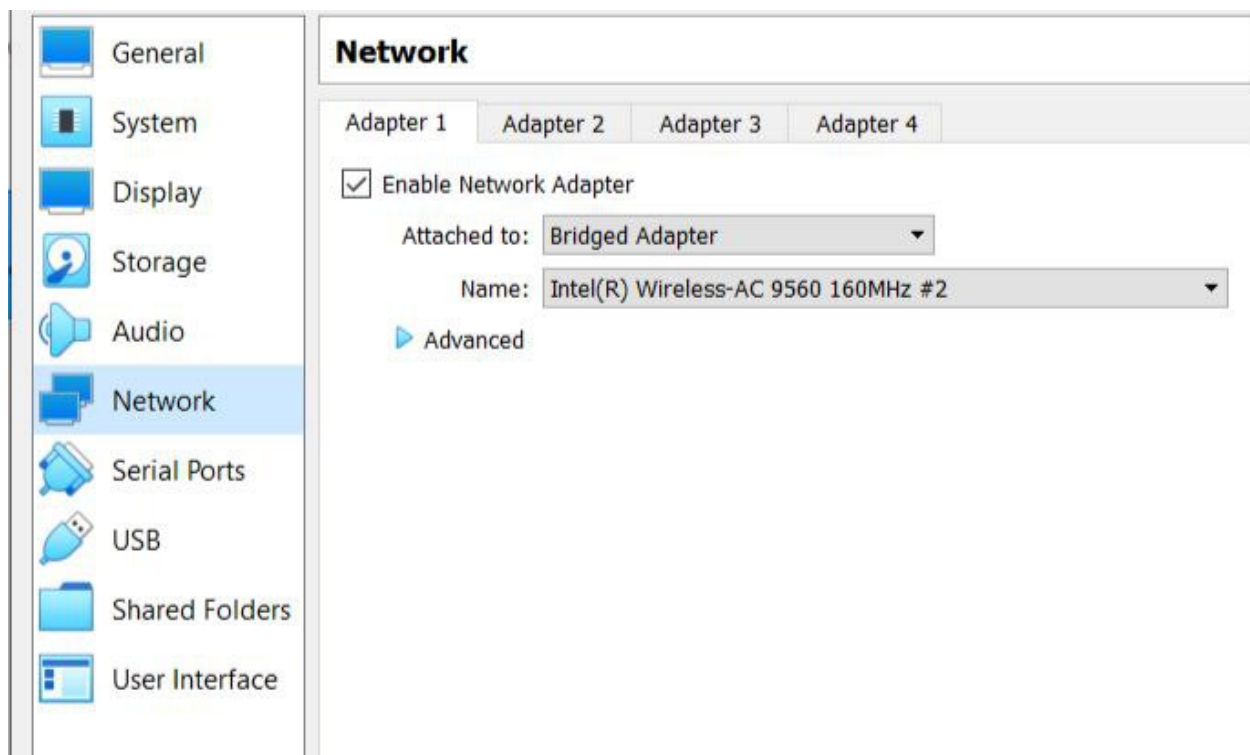 General
System
Display
Storage
Audio
Network
Serial Ports
USB
Shared Folders
User Interface
Network
Adapter 1 Adapter 2 Adapter 3 Adapter 4
Enable Network Adapter
Attached to: Bridged Adapter
Name: Intel(R) Wireless-AC 9560 160MHz #2
Advanced